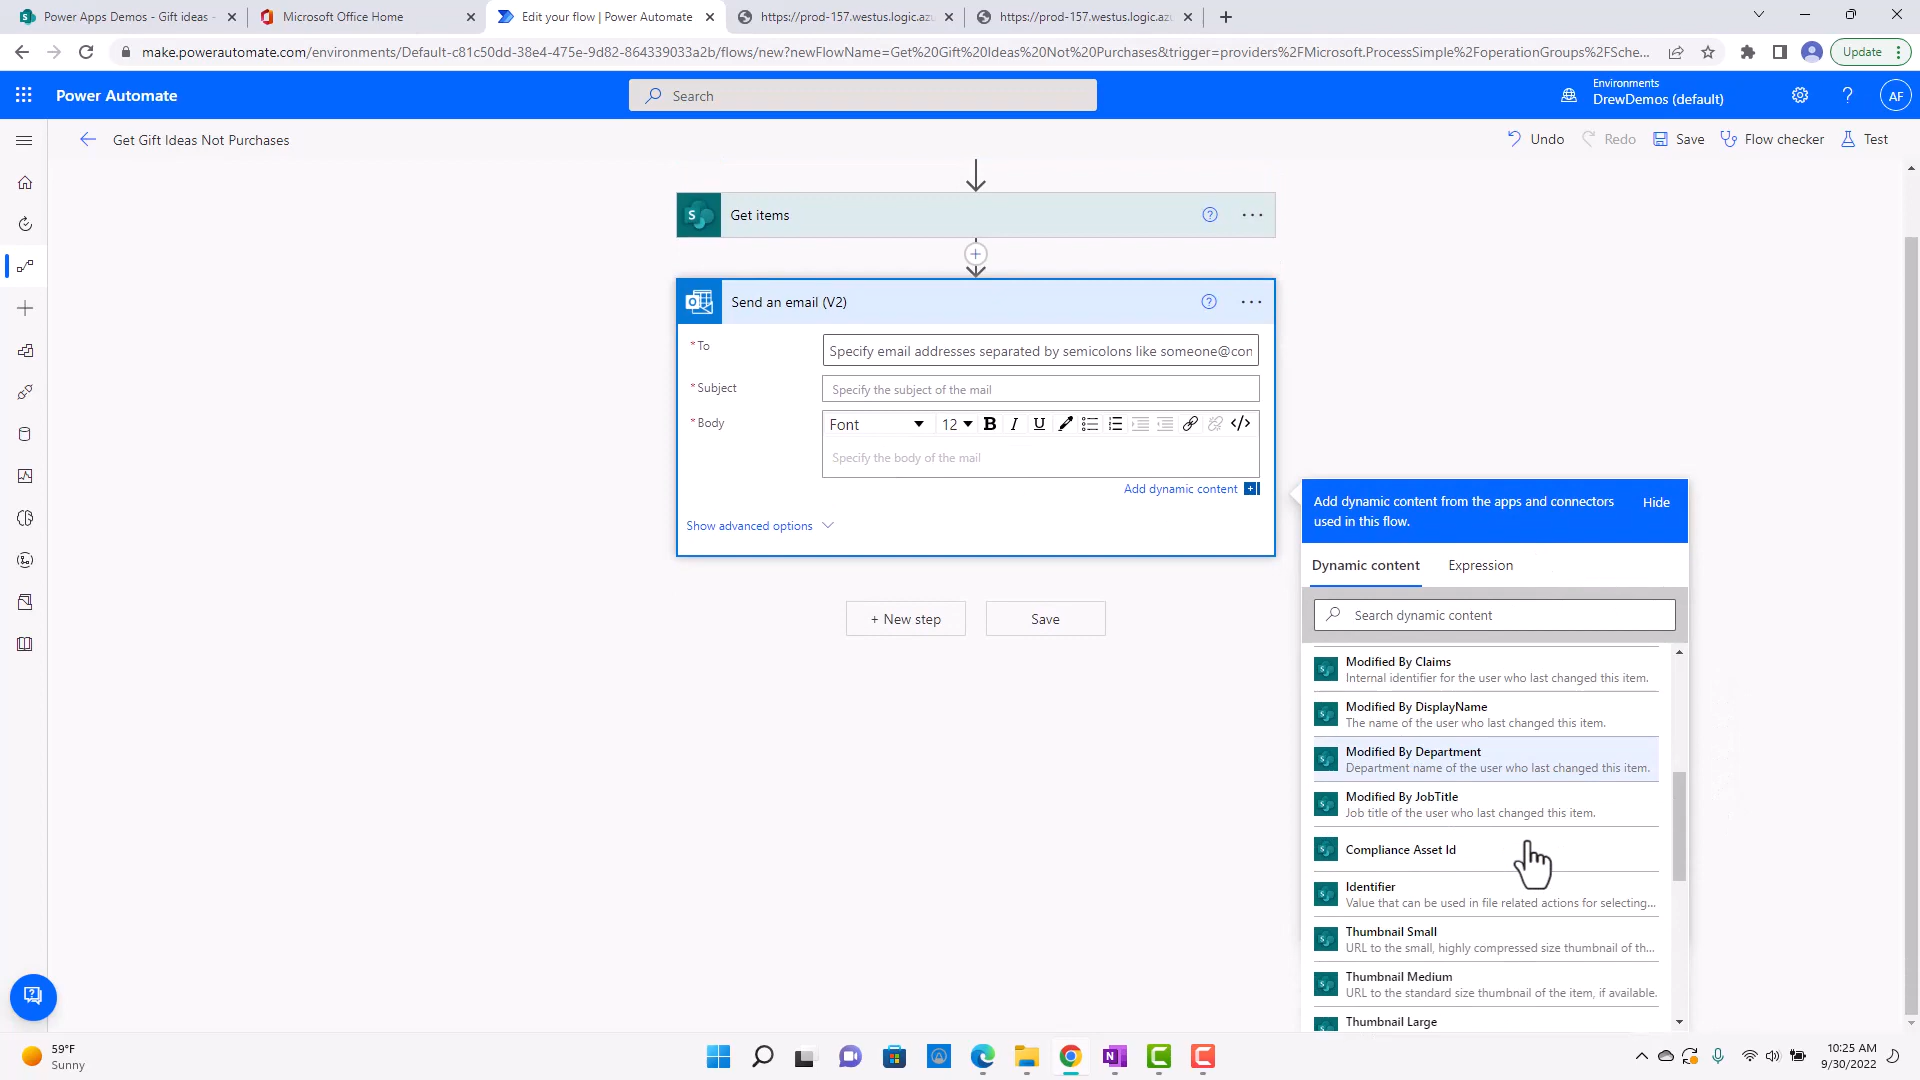 Power Apps Demos - Gift ideas -
Microsoft Office Home
Edit your flow | Power Automate
https://prod-157.westus.logic.azu
https://prod-157.westus.logic.azu
make.powerautomate.com/environments/Default-c81c50dd-38e4-475e-9d82-864339033a2b/flows/new?newFlowName=Get%20Gift%20Ideas%20Not%20Purchases&trigger=providers%2FMicrosoft.ProcessSimple%2FoperationGroups%2FSche...
Update
Power Automate
Search
Environments
DrewDemos (default)
AF
Get Gift Ideas Not Purchases
Undo
Redo
Save
Flow checker
Test
S
Get items
Send an email (V2)
*To
Specify email addresses separated by semicolons like someone@con
*Subject
Specify the subject of the mail
*Body
Font
12
B
I
U
</>
Specify the body of the mail
Add dynamic content
Show advanced options
+ New step
Save
Add dynamic content from the apps and connectors
used in this flow.
Hide
Dynamic content
Expression
Search dynamic content
Modified By Claims
Internal identifier for the user who last changed this item.
Modified By DisplayName
The name of the user who last changed this item.
Modified By Department
Department name of the user who last changed this item.
Modified By JobTitle
Job title of the user who last changed this item.
Compliance Asset Id
Identifier
Value that can be used in file related actions for selecting...
Thumbnail Small
URL to the small, highly compressed size thumbnail of th...
Thumbnail Medium
URL to the standard size thumbnail of the item, if available.
Thumbnail Large
59°F
Sunny
10:25 AM
9/30/2022